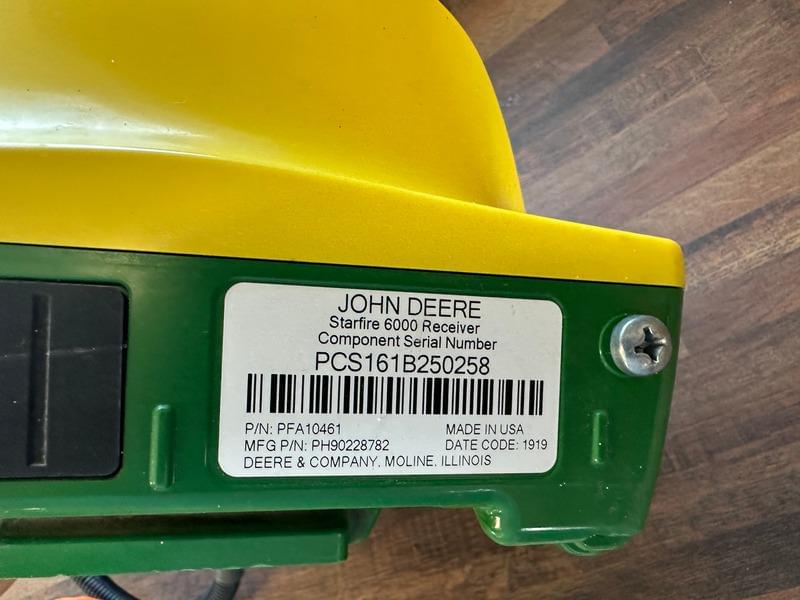 JOHN DEERE
Starfire 6000 Receiver
Component Serial Number
PCS161B250258
P/N: PFA10461 MADE IN USA
MFG P/N: PH90228782 DATE CODE: 1919
DEERE & COMPANY. MOLINE. ILLINOIS